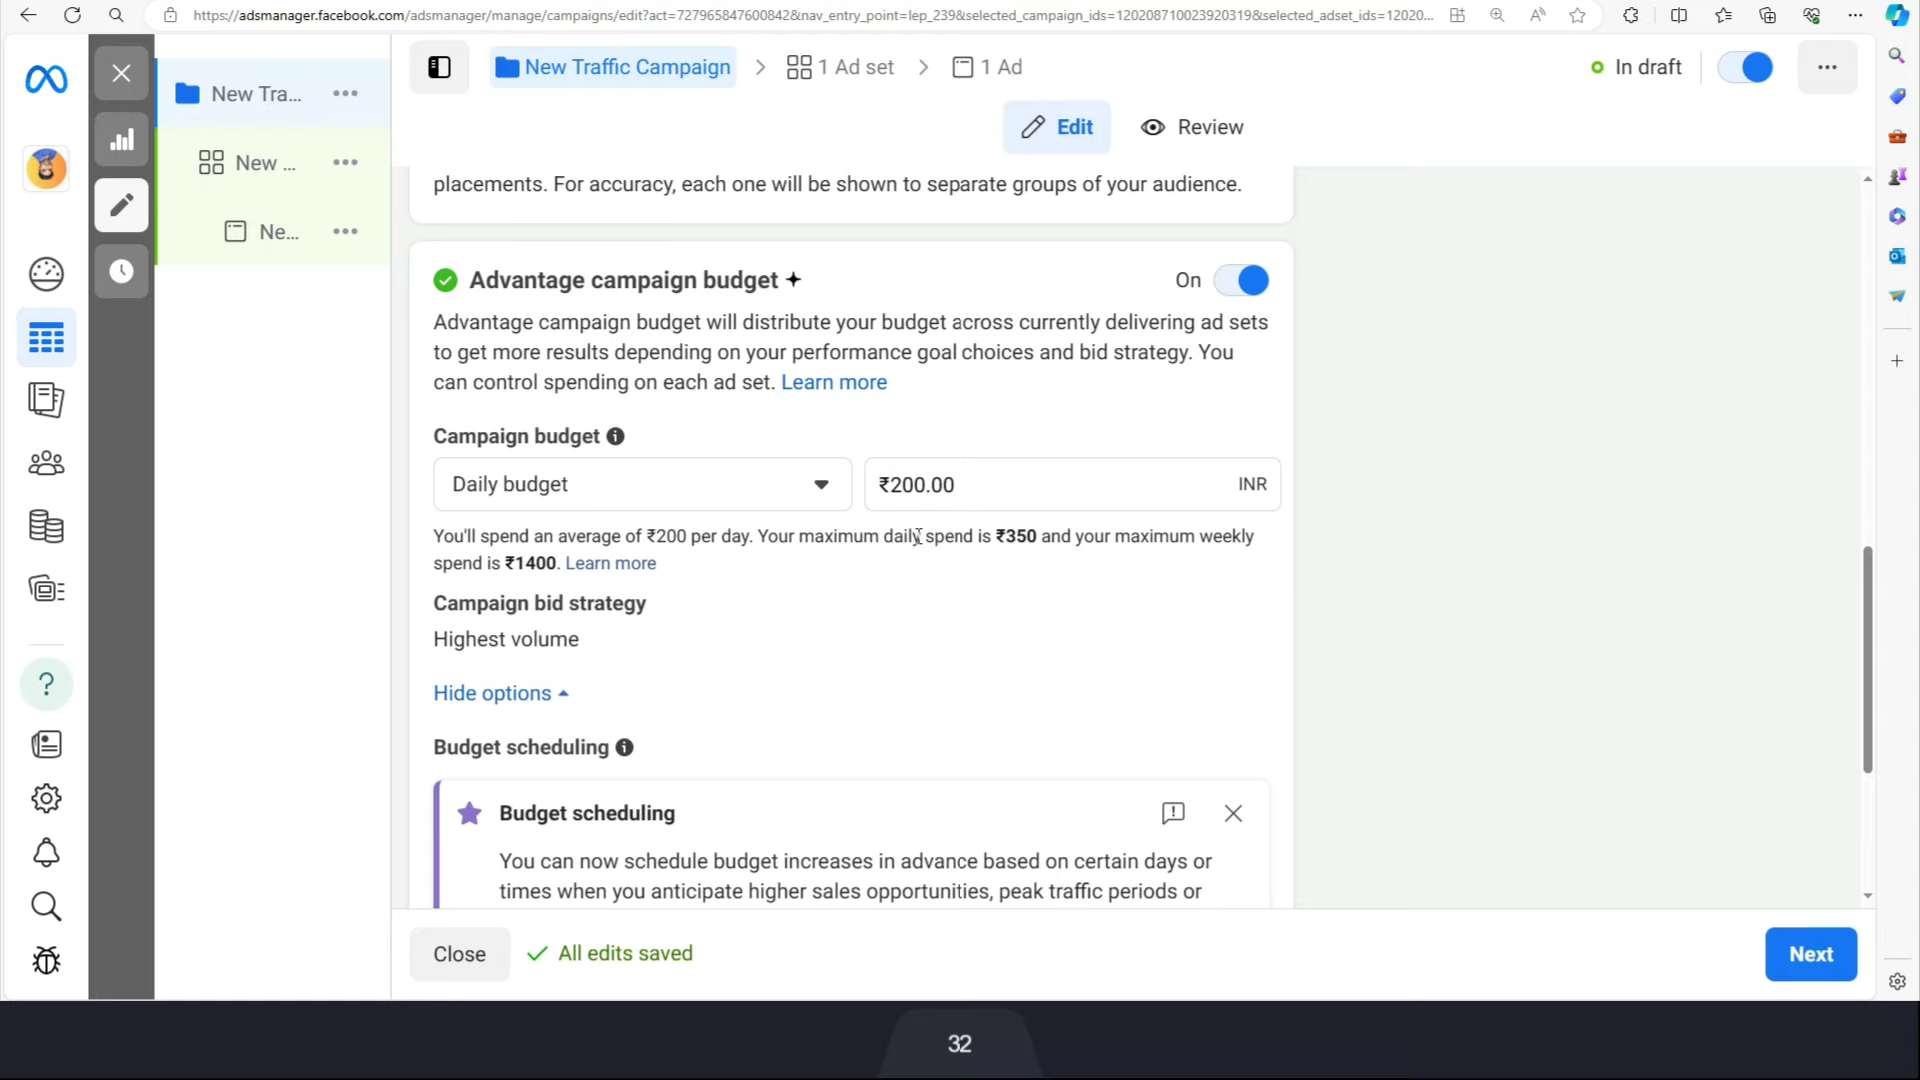 https://adsmanager.facebook.com/adsmanager/manage/campaigns/edit?act=727965847600842&nav_entry_point=lep_239&selected_campaign_ids=120208710023920319&selected_adset_ids=12020...
New Tra...
New ...
Ne...
New Traffic Campaign
1 Ad set
1 Ad
In draft
Edit
Review
placements. For accuracy, each one will be shown to separate groups of your audience.
Advantage campaign budget
On
Advantage campaign budget will distribute your budget across currently delivering ad sets
to get more results depending on your performance goal choices and bid strategy. You
can control spending on each ad set. Learn more
Campaign budget
Daily budget
₹200.00
INR
You'll spend an average of ₹200 per day. Your maximum daily spend is ₹350 and your maximum weekly
spend is ₹1400. Learn more
Campaign bid strategy
Highest volume
Hide options
Budget scheduling
Budget scheduling
You can now schedule budget increases in advance based on certain days or
times when you anticipate higher sales opportunities, peak traffic periods or
Close
All edits saved
Next
32